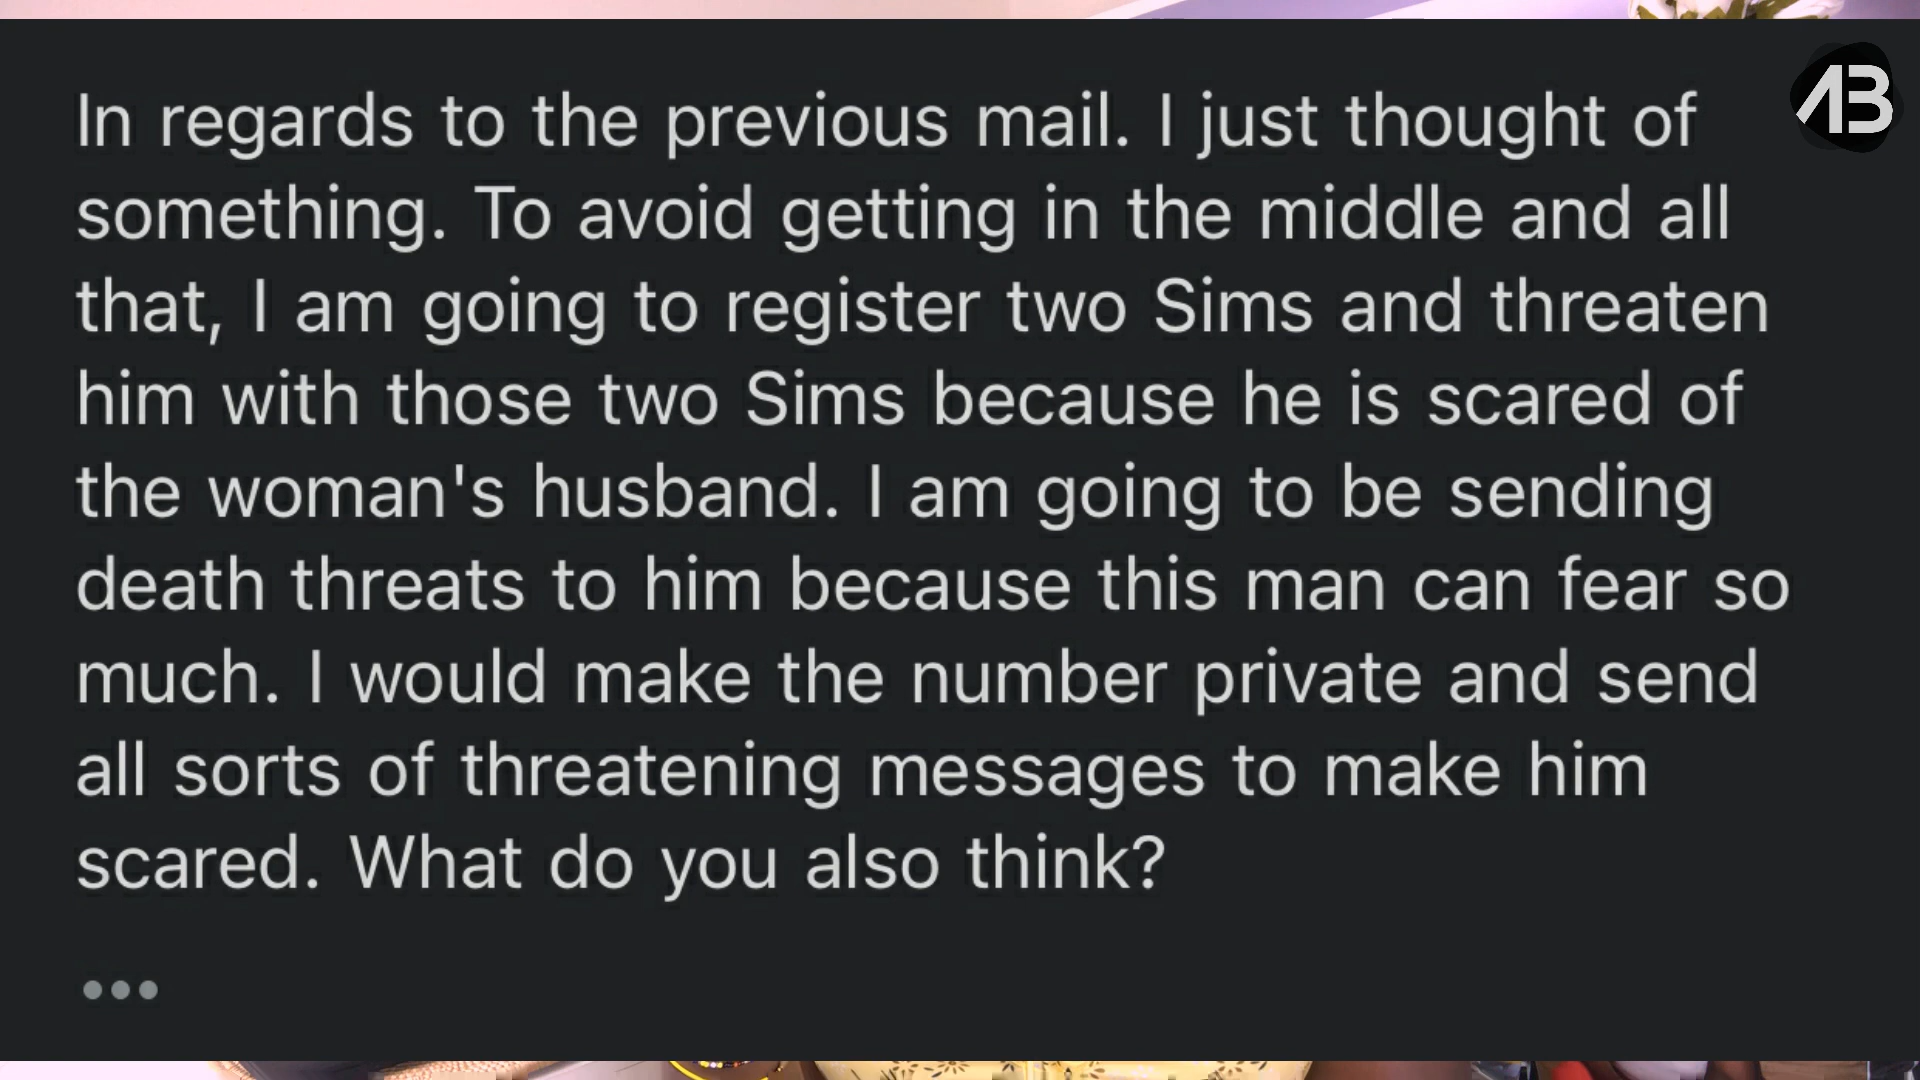 In regards to the previous mail. I just thought of
something. To avoid getting in the middle and all
that, I am going to register two Sims and threaten
him with those two Sims because he is scared of
the woman's husband. I am going to be sending
death threats to him because this man can fear so
much. I would make the number private and send
all sorts of threatening messages to make him
scared. What do you also think?
AB